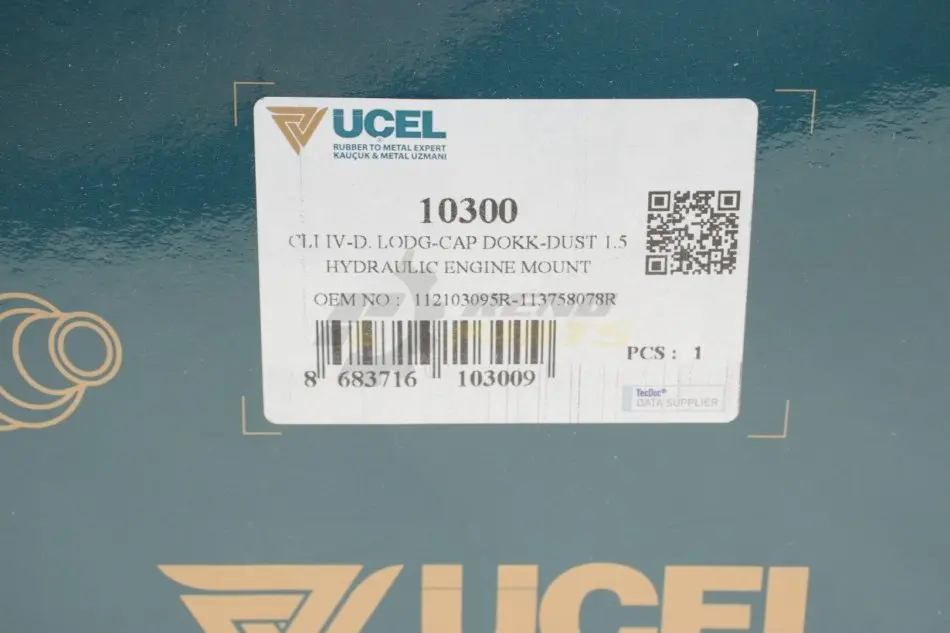 UCEL
RUBBER TO METAL EXPERT
KAUÇUK & METAL UZMANI
10300
CLI IV-D. LODG-CAP DOKK-DUST 1.5
HYDRAULIC ENGINE MOUNT
OEM NO : 112103095R-113758078R
8 683716 103009
PCS : 1
TecDoc®
DATA SUPPLIER
UCEL